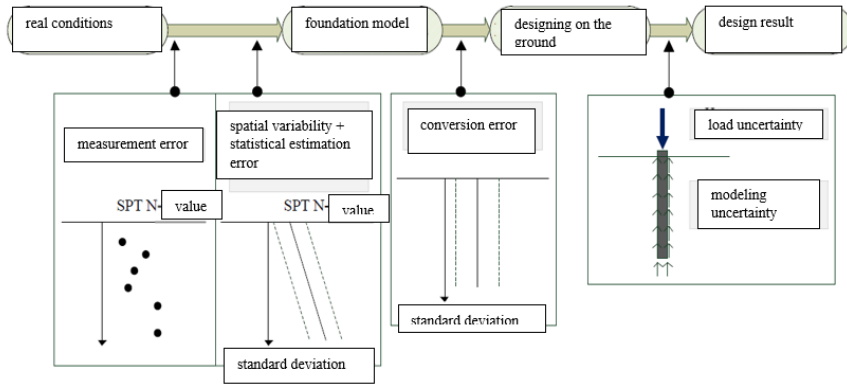 real conditions
foundation model
designing on the
ground
design result
measurement error
spatial variability +
statistical estimation
error
conversion error
load uncertainty
modeling
uncertainty
SPT N-
value
SPT N-
value
standard deviation
standard deviation